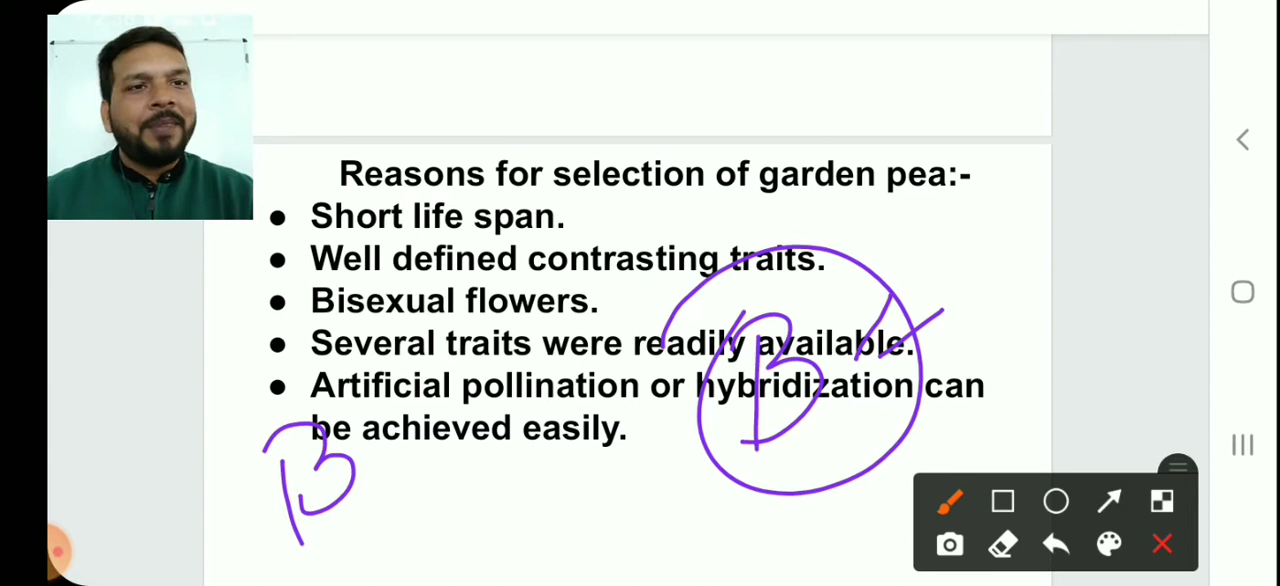 Reasons for selection of garden pea:-
● Short life span.
● Well defined contrasting traits.
● Bisexual flowers.
● Several traits were readily available.
● Artificial pollination or hybridization can
be achieved easily.
B
B